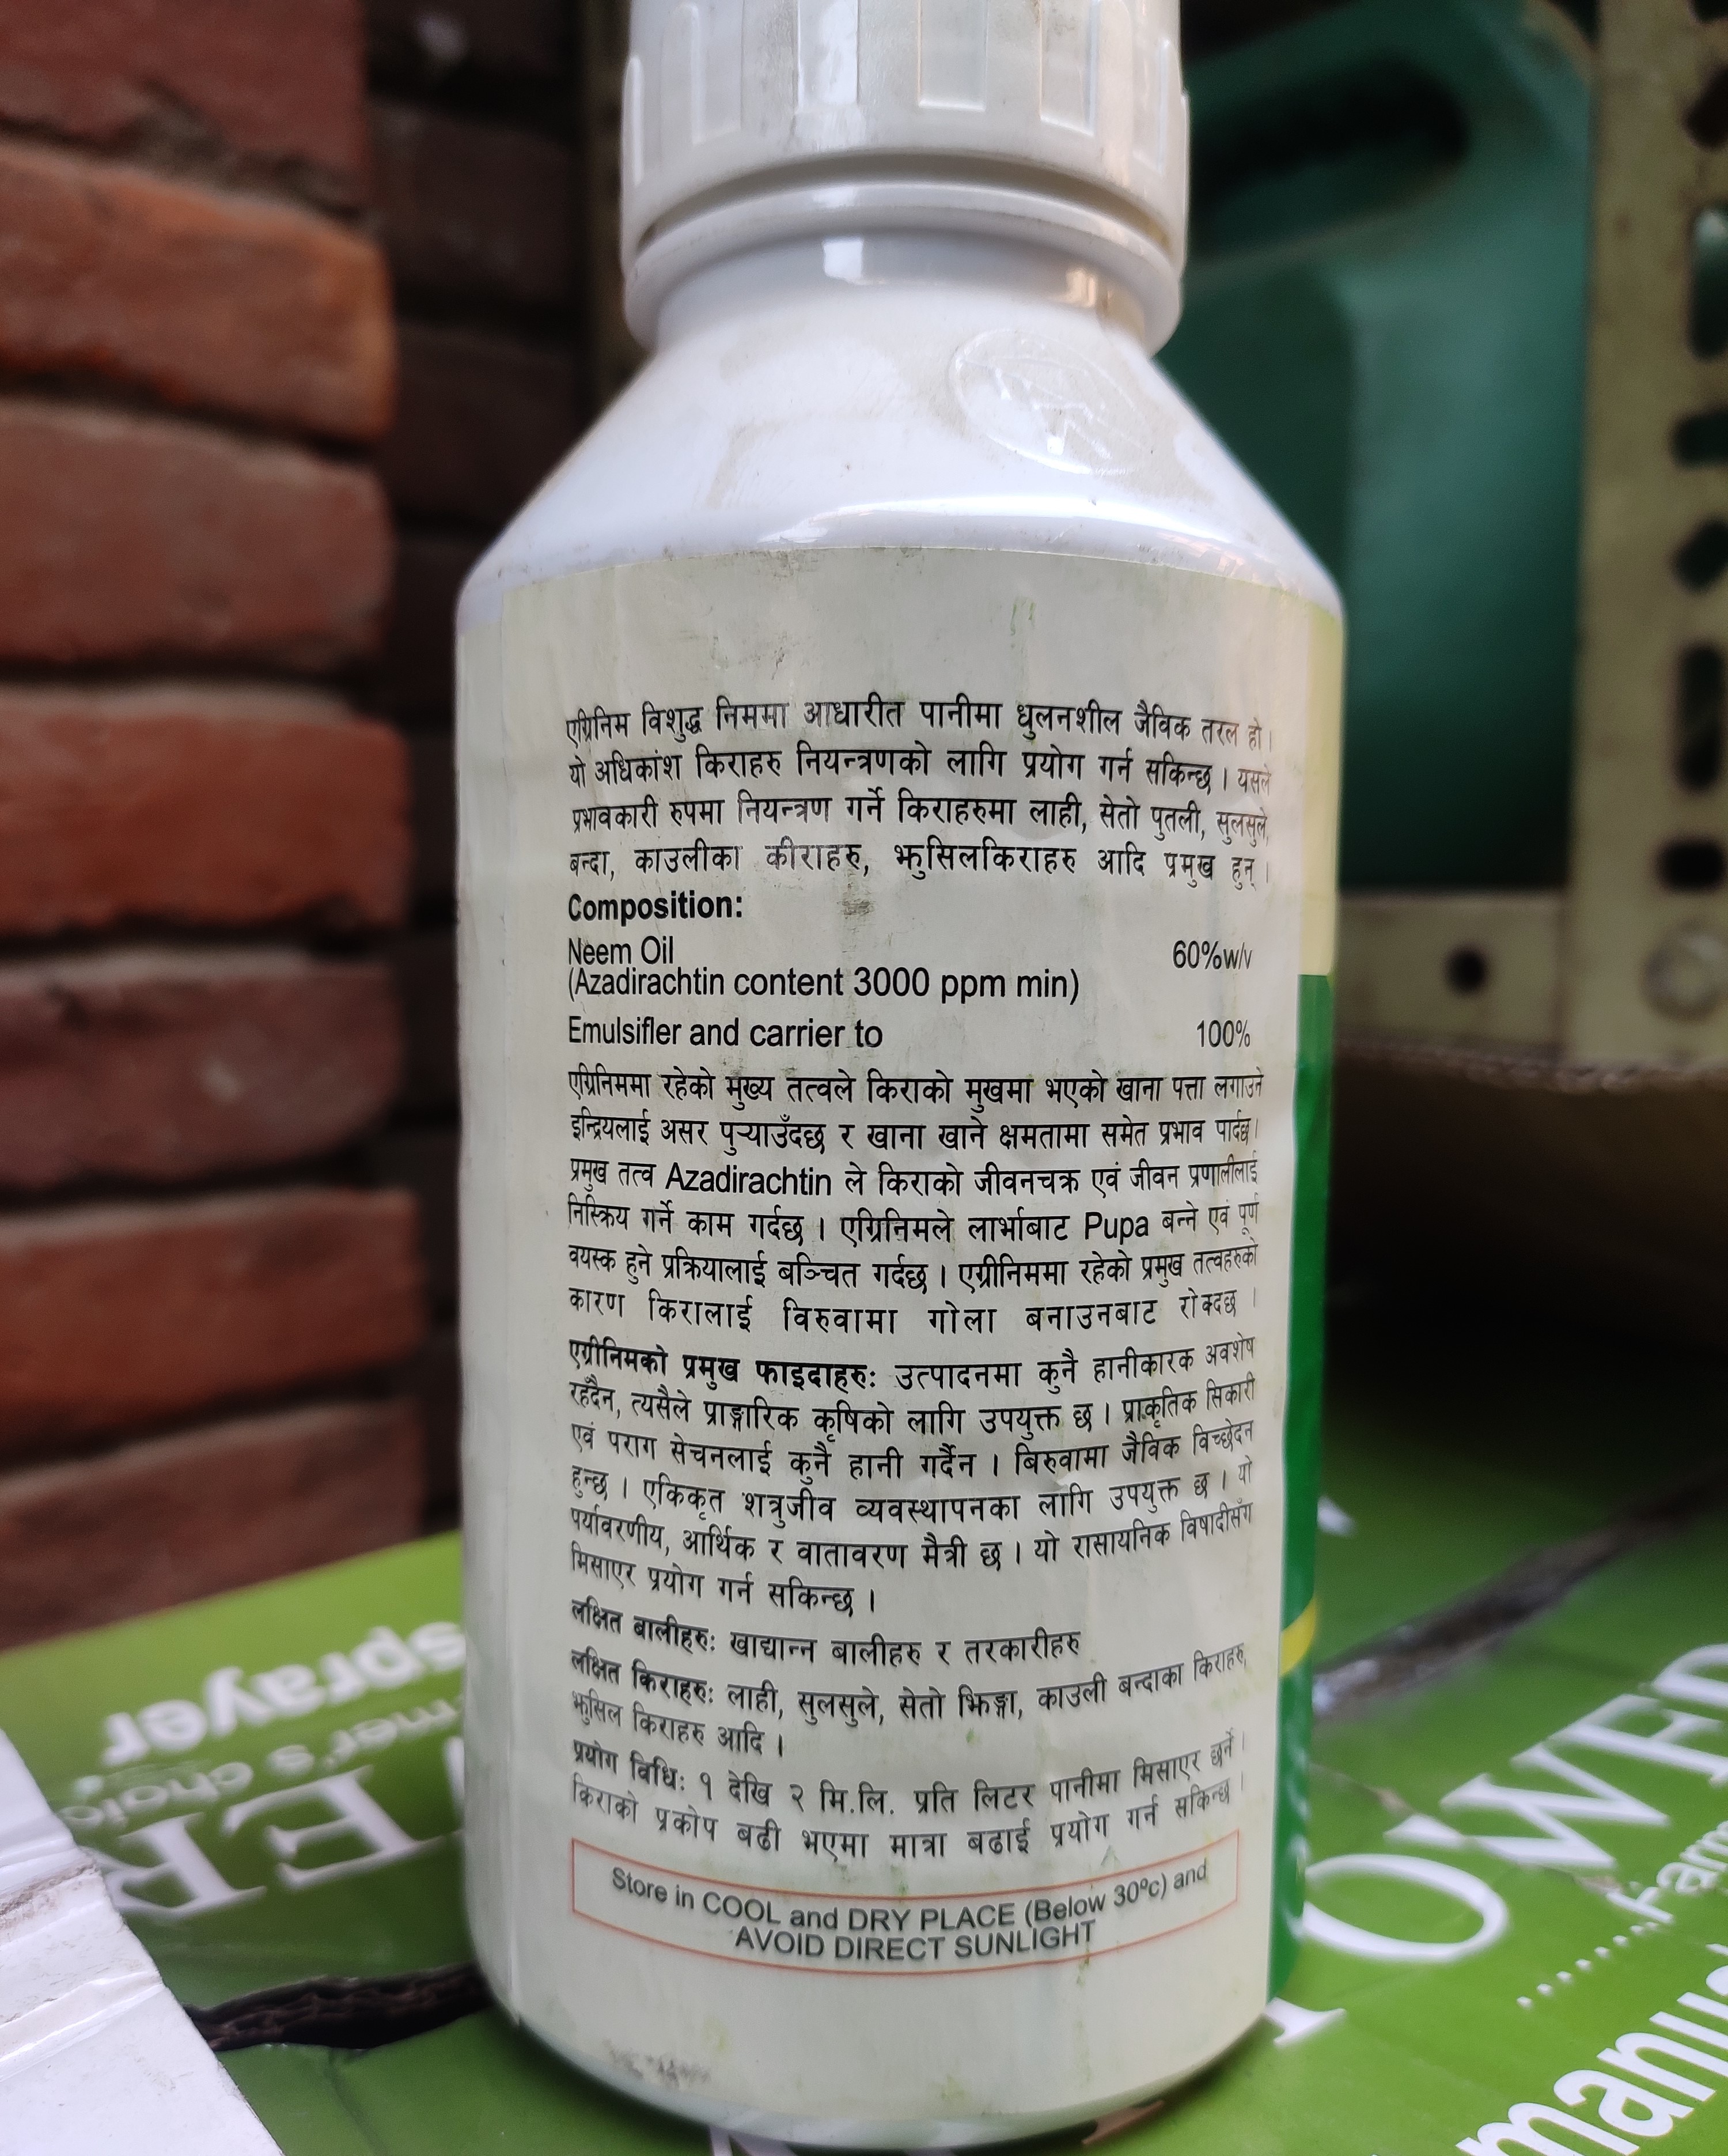 एग्रिनिम विशुद्ध निममा आधारीत पानीमा धुलनशील जैविक तरल हो।
यो अधिकांश किराहरु नियन्त्रणको लागि प्रयोग गर्न सकिन्छ । यसले
प्रभावकारी रुपमा नियन्त्रण गर्ने किराहरुमा लाही, सेतो पुतली, सुलसुले,
बन्दा, काउलीका कीराहरु, झुसिलकिराहरु आदि प्रमुख हुन् ।
Composition:
Neem Oil 60%w/v
(Azadirachtin content 3000 ppm min)
Emulsifler and carrier to 100%
एग्रिनिममा रहेको मुख्य तत्वले किराको मुखमा भएको खाना पत्ता लगाउने
इन्द्रियलाई असर पुऱ्याउँदछ र खाना खाने क्षमतामा समेत प्रभाव पार्दछ।
प्रमुख तत्व Azadirachtin ले किराको जीवनचक्र एवं जीवन प्रणालीलाई
निस्क्रिय गर्ने काम गर्दछ । एग्रिनिमले लार्भाबाट Pupa बन्ने एवं पूर्ण
वयस्क हुने प्रक्रियालाई बञ्चित गर्दछ । एग्रीनिममा रहेको प्रमुख तत्वहरुको
कारण किरालाई विरुवामा गोला बनाउनबाट रोक्दछ ।
एग्रीनिमको प्रमुख फाइदाहरुः उत्पादनमा कुनै हानीकारक अवशेष
रहँदैन, त्यसैले प्राङ्गारिक कृषिको लागि उपयुक्त छ । प्राकृतिक सिकारी
एवं पराग सेचनलाई कुनै हानी गर्दैन । बिरुवामा जैविक विच्छेदन
हुन्छ । एकिकृत शत्रुजीव व्यवस्थापनका लागि उपयुक्त छ । यो
पर्यावरणीय, आर्थिक र वातावरण मैत्री छ । यो रासायनिक विषादीसँग
मिसाएर प्रयोग गर्न सकिन्छ ।
लक्षित बालीहरुः खाद्यान्न बालीहरु र तरकारीहरु
लक्षित किराहरुः लाही, सुलसुले, सेतो झिङ्गा, काउली बन्दाका किराहरु,
झुसिल किराहरु आदि ।
प्रयोग विधिः १ देखि २ मि.लि. प्रति लिटर पानीमा मिसाएर छर्ने ।
किराको प्रकोप बढी भएमा मात्रा बढाई प्रयोग गर्न सकिन्छ ।
Store in COOL and DRY PLACE (Below 30°c) and
AVOID DIRECT SUNLIGHT
sprayer